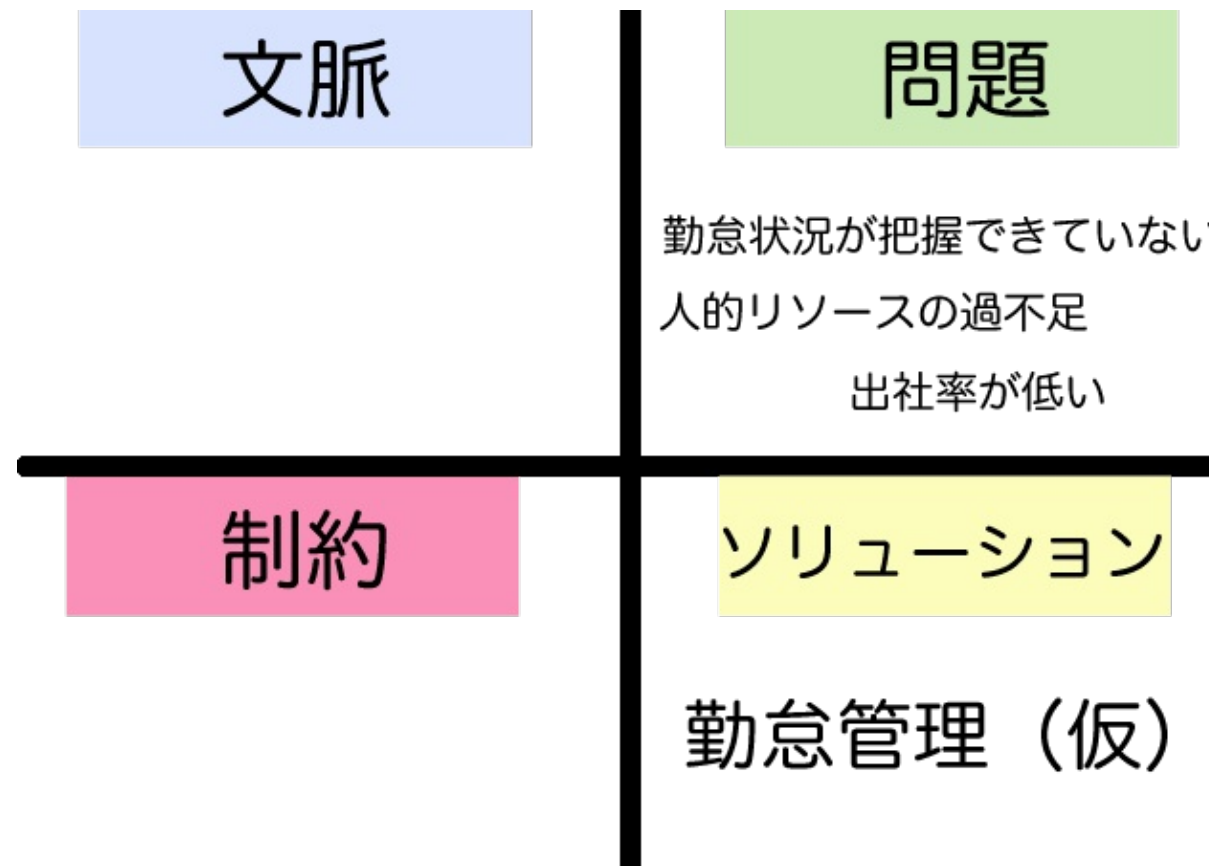 文脈
問題
勤怠状況が把握できていない
人的リソースの過不足
出社率が低い
制約
ソリューション
勤怠管理（仮）